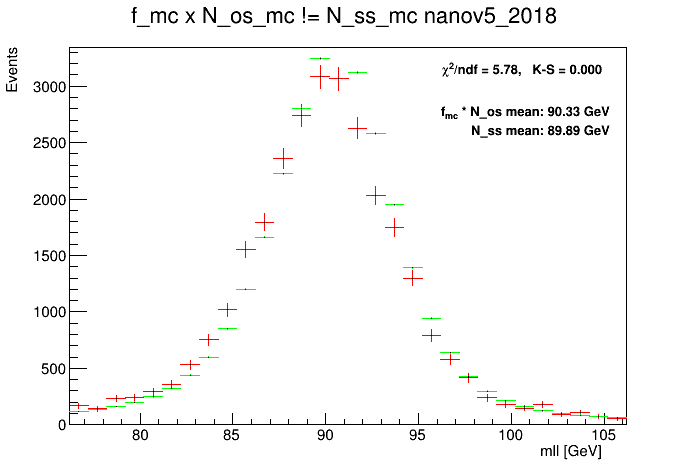 f_mc x N_os_mc != N_ss_mc nanov5_2018
Events
χ²/ndf = 5.78, K-S = 0.000
f_mc * N_os mean: 90.33 GeV
N_ss mean: 89.89 GeV
3000
2500
2000
1500
1000
500
0
80 85 90 95 100 105
mll [GeV]